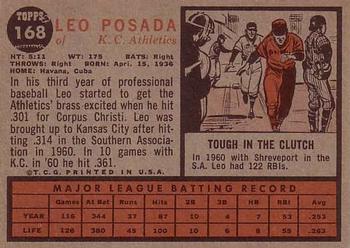 TOPPS
168
LEO POSADA
of K. C. Athletics
HT: 5:11 WT: 175 BATS: Right
THROWS: Right BORN: April 15, 1936
HOME: Havana, Cuba
In his third year of professional
baseball Leo started to get the
Athletics' brass excited when he hit
.301 for Corpus Christi. Leo was
brought up to Kansas City after
hitting .314 in the Southern Associa-
tion in 1960. In 10 games with
K.C. in '60 he hit .361.
©T.C.G. PRINTED IN U.S.A.
TOUGH IN THE CLUTCH
In 1960 with Shreveport in the
S.A. Leo had 122 RBIs.
MAJOR LEAGUE BATTING RECORD
Games At Bat Runs Hits 2B 3B HR RBI Avg.
YEAR 116 344 37 87 10 4 7 53 .253
LIFE 126 380 45 100 10 6 8 55 .263